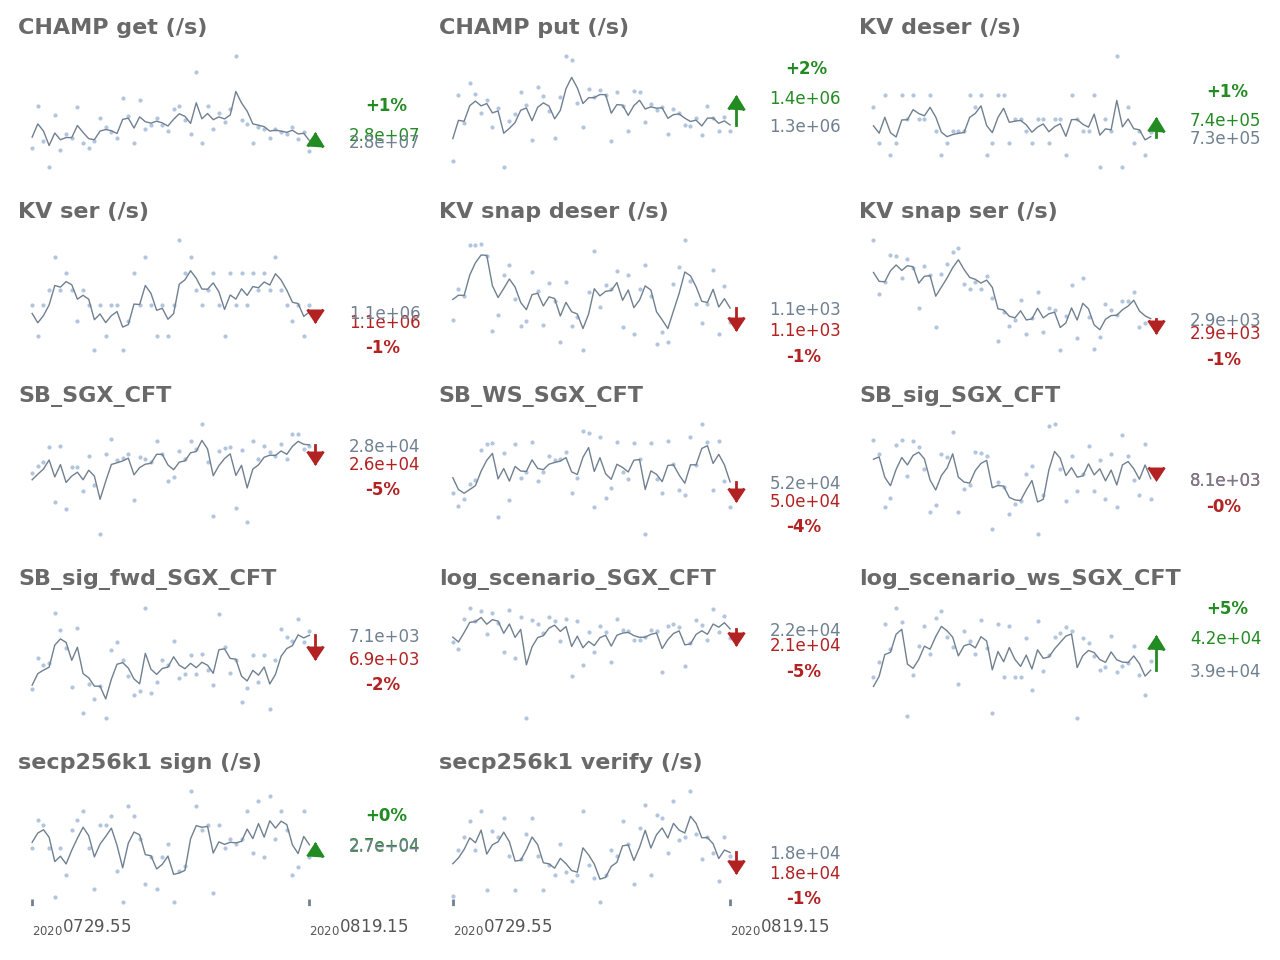 CHAMP get (/s)
+1%
2.8e+07
2.8e+07
CHAMP put (/s)
+2%
1.4e+06
1.3e+06
KV deser (/s)
+1%
7.4e+05
7.3e+05
KV ser (/s)
1.1e+06
1.1e+06
-1%
KV snap deser (/s)
1.1e+03
1.1e+03
-1%
KV snap ser (/s)
2.9e+03
2.9e+03
-1%
SB_SGX_CFT
2.8e+04
2.6e+04
-5%
SB_WS_SGX_CFT
5.2e+04
5.0e+04
-4%
SB_sig_SGX_CFT
8.1e+03
-0%
SB_sig_fwd_SGX_CFT
7.1e+03
6.9e+03
-2%
log_scenario_SGX_CFT
2.2e+04
2.1e+04
-5%
log_scenario_ws_SGX_CFT
+5%
4.2e+04
3.9e+04
secp256k1 sign (/s)
+0%
2.7e+04
20200729.55
20200819.15
secp256k1 verify (/s)
1.8e+04
1.8e+04
-1%
20200729.55
20200819.15